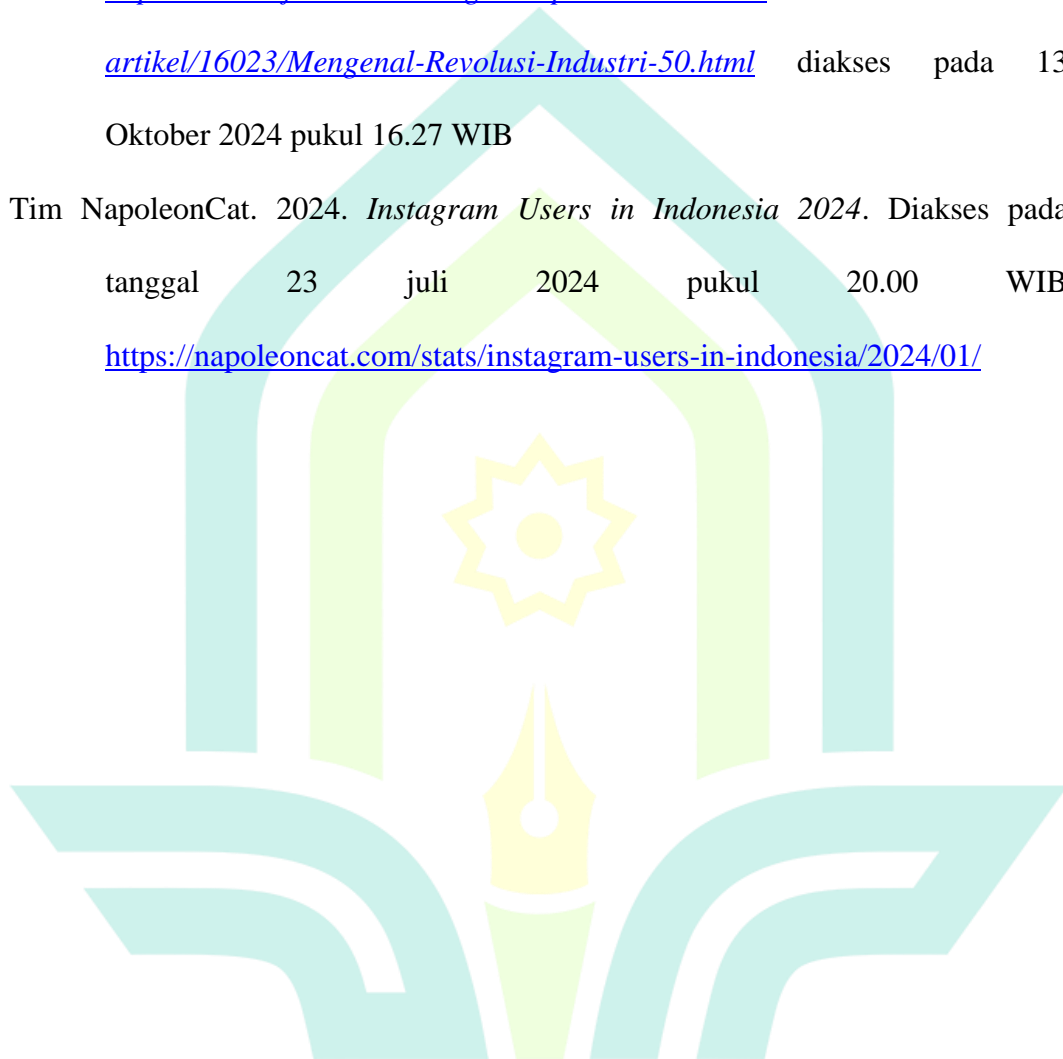 artikel/16023/Mengenal-Revolusi-Industri-50.html diakses pada 13
Oktober 2024 pukul 16.27 WIB
Tim NapoleonCat. 2024. Instagram Users in Indonesia 2024. Diakses pada
tanggal 23 juli 2024 pukul 20.00 WIB
https://napoleoncat.com/stats/instagram-users-in-indonesia/2024/01/